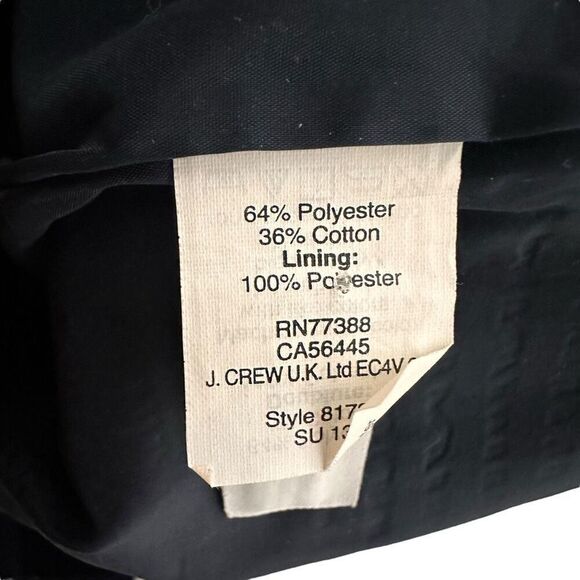 64% Polyester
36% Cotton
Lining:
100% Polyester
RN77388
CA56445
J. CREW U.K. Ltd EC4V
Style
SU